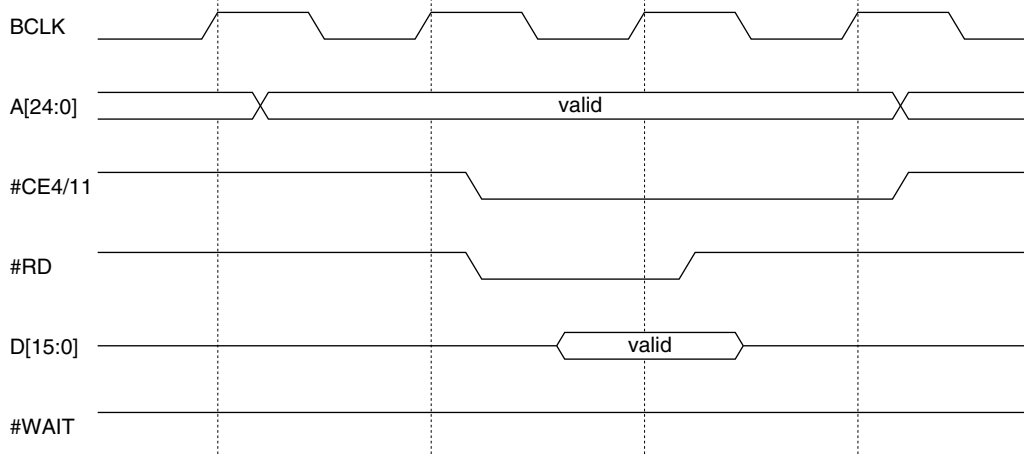 BCLK
A[24:0] valid
#CE4/11
#RD
D[15:0] valid
#WAIT